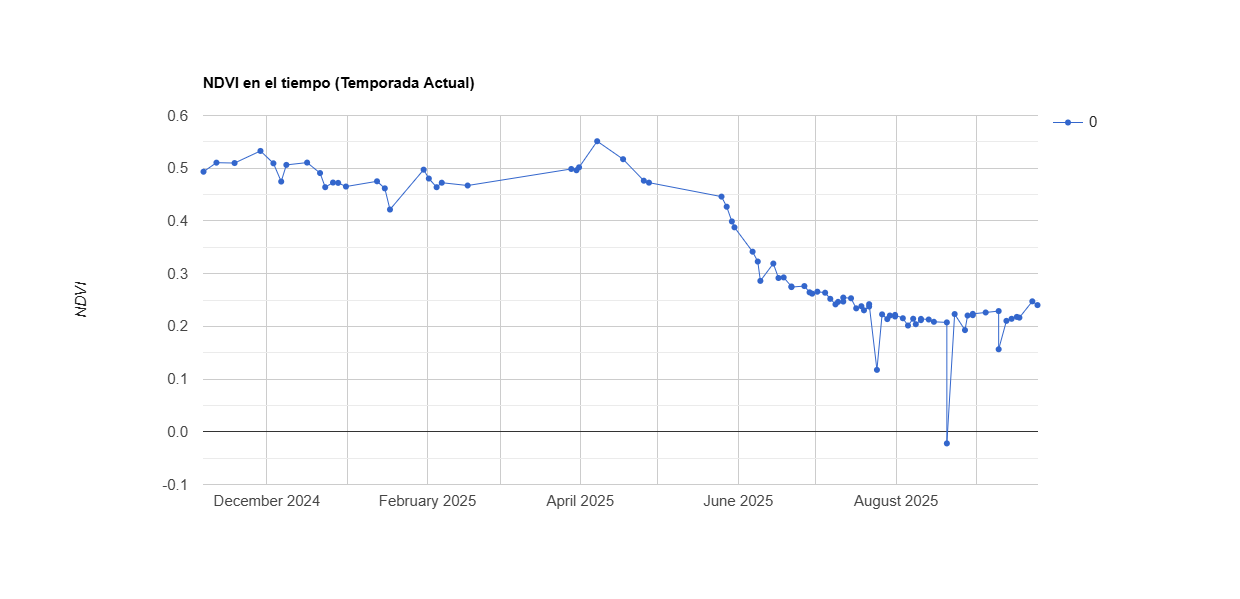 NDVI en el tiempo (Temporada Actual)
0
0.6
0.5
0.4
0.3
0.2
0.1
0.0
-0.1
NDVI
December 2024
February 2025
April 2025
June 2025
August 2025